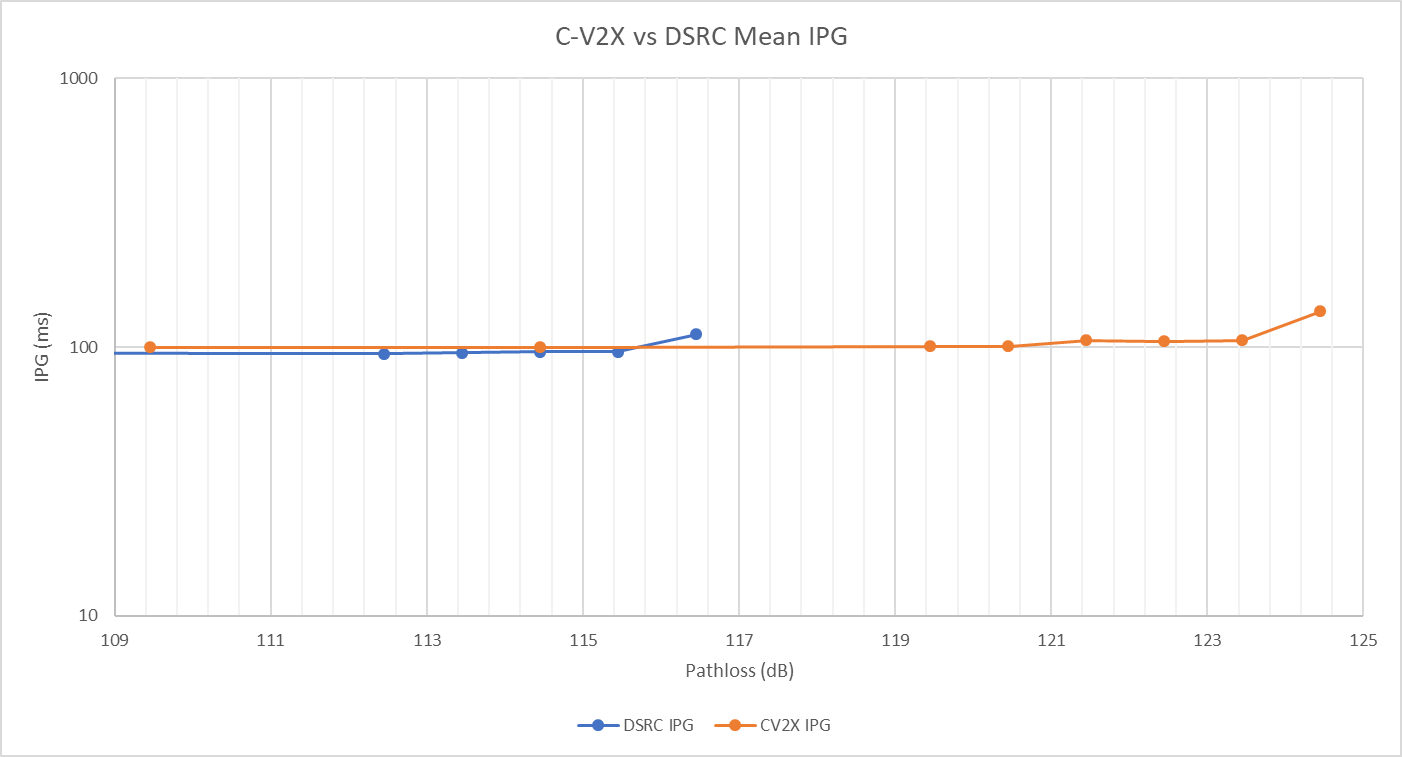 C-V2X vs DSRC Mean IPG
1000
100
10
IPG (ms)
109 111 113 115 117 119 121 123 125
Pathloss (dB)
DSRC IPG CV2X IPG